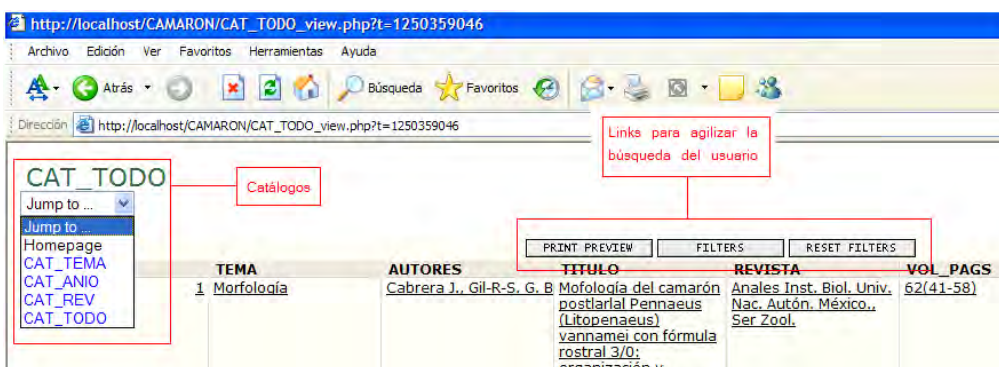 http://localhost/CAMARON/CAT_TODO_view.php?t=1250359046
Archivo Edición Ver Favoritos Herramientas Ayuda
Atrás Búsqueda Favoritos
Dirección http://localhost/CAMARON/CAT_TODO_view.php?t=1250359046
Links para agilizar la
búsqueda del usuario
CAT_TODO
Catálogos
Jump to ...
Jump to ...
Homepage
CAT_TEMA
CAT_ANIO
CAT_REV
CAT_TODO
PRINT PREVIEW FILTERS RESET FILTERS
TEMA AUTORES TITULO REVISTA VOL_PAGS
1 Morfología Cabrera J., Gil-R-S. G. B Mofología del camarón Anales Inst. Biol. Univ. 62(41-58)
postlarlal Pennaeus Nac. Autón. México.,
(Litopenaeus) Ser Zool.
vannamei con fórmula
rostral 3/0:
organización y